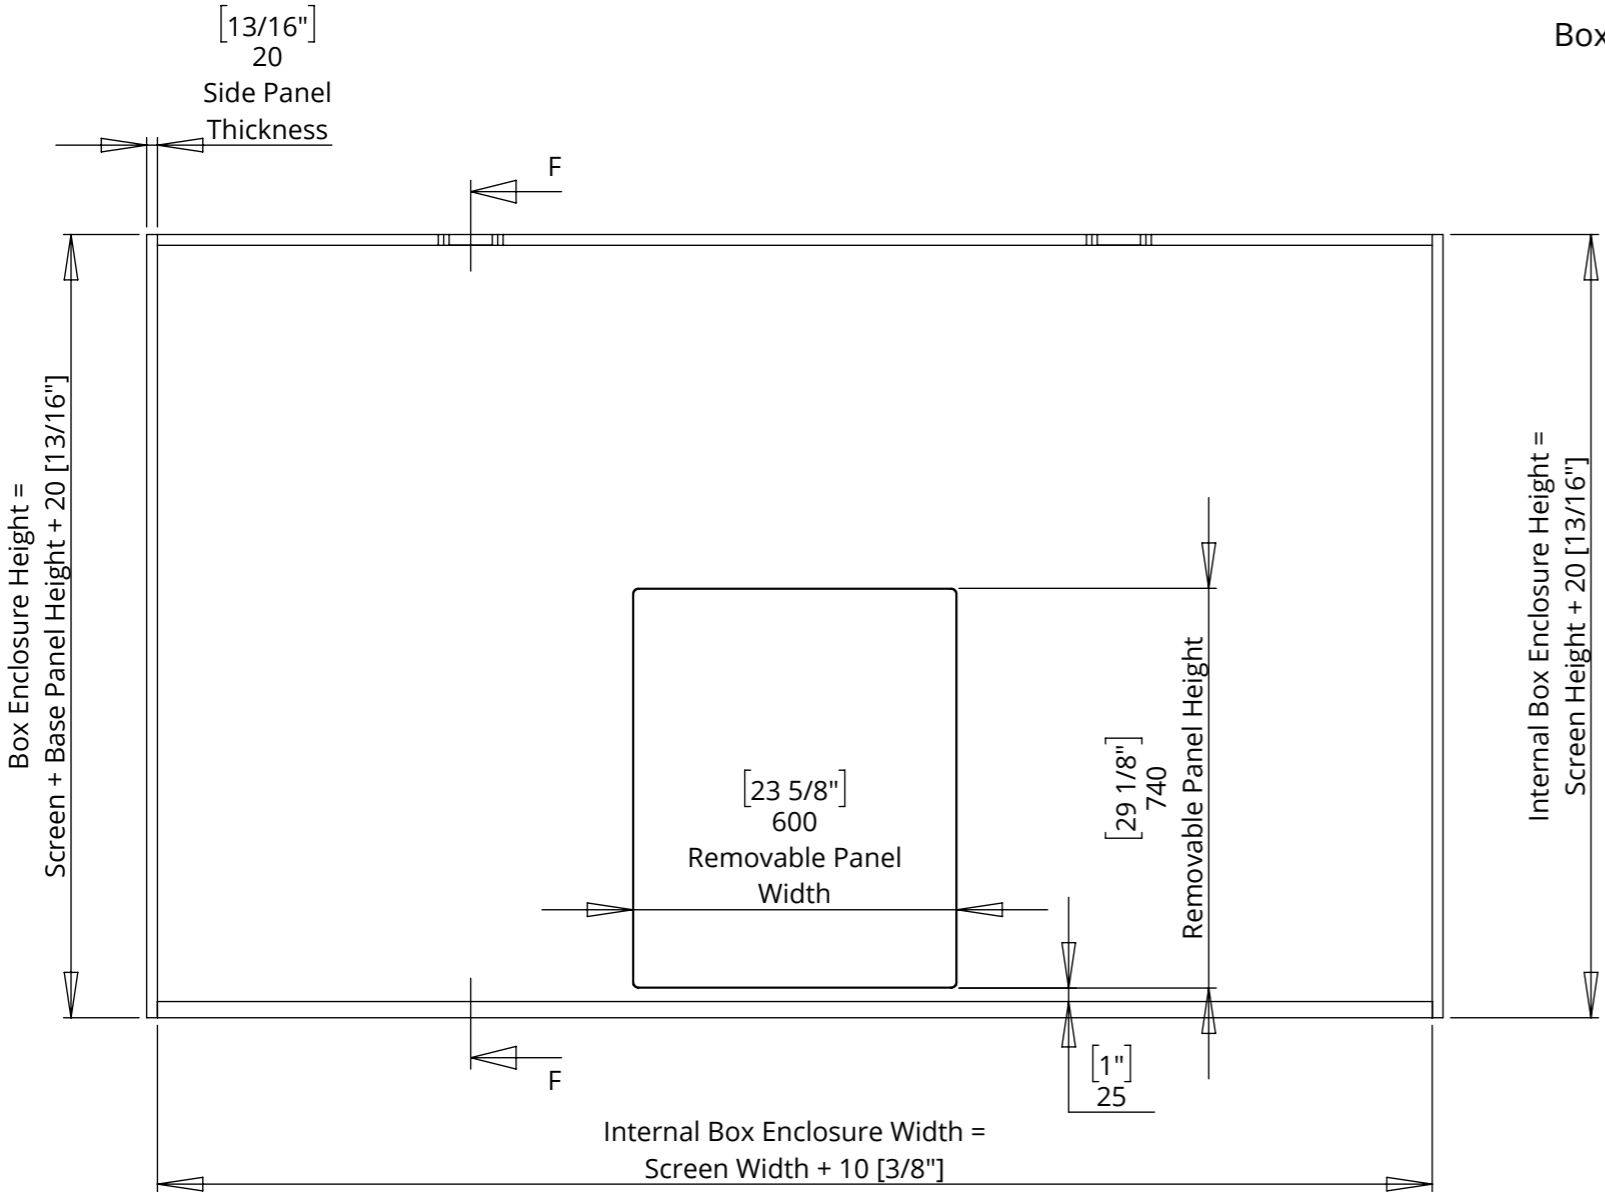 [13/16"]
20
Side Panel
Thickness
Box
F
Box Enclosure Height =
Screen + Base Panel Height + 20 [13/16"]
Internal Box Enclosure Height =
Screen Height + 20 [13/16"]
[23 5/8"]
600
Removable Panel
Width
[29 1/8"]
740
Removable Panel Height
F
[1"]
25
Internal Box Enclosure Width =
Screen Width + 10 [3/8"]